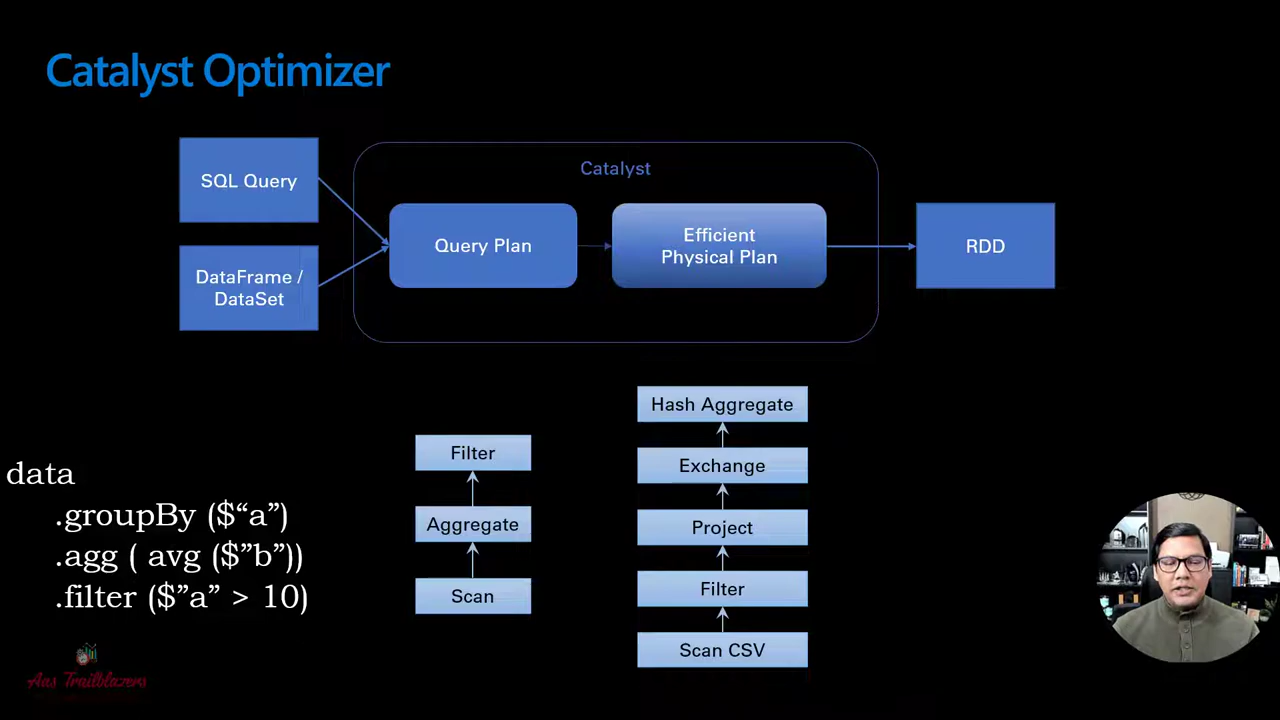 Catalyst Optimizer
SQL Query
DataFrame /
DataSet
Catalyst
Query Plan
Efficient
Physical Plan
RDD
data
.groupBy ($“a”)
.agg ( avg ($”b”))
.filter ($”a” > 10)
Filter
Aggregate
Scan
Hash Aggregate
Exchange
Project
Filter
Scan CSV
Aas Trailblazers